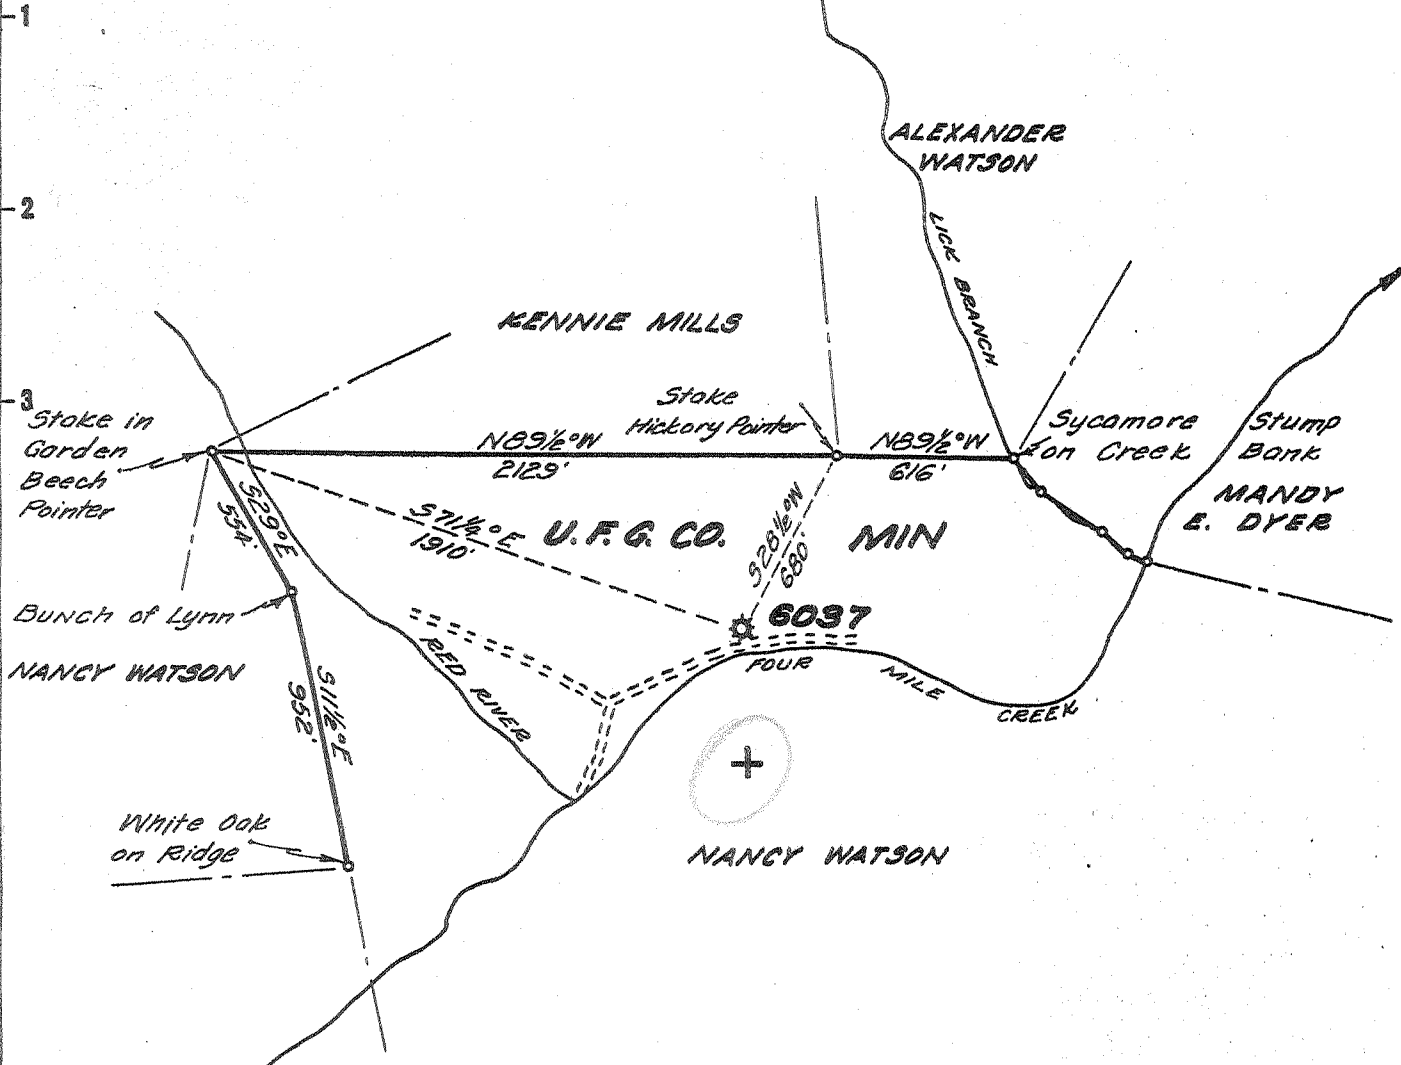 1
ALEXANDER
WATSON
2
LICK BRANCH
KENNIE MILLS
3
Stake in
Garden
Beech
Pointer
Stake
Hickory Pointer
N89½°W
2129'
N89½°W
616'
Sycamore
on Creek
Stump
Bank
MANDY
E. DYER
S29°E
554'
S71¼°E
1910'
U.F.G. CO. MIN
S28½°W
680'
6037
Bunch of Lynn
NANCY WATSON
S11½°E
952'
RED RIVER
FOUR MILE CREEK
White Oak
on Ridge
NANCY WATSON